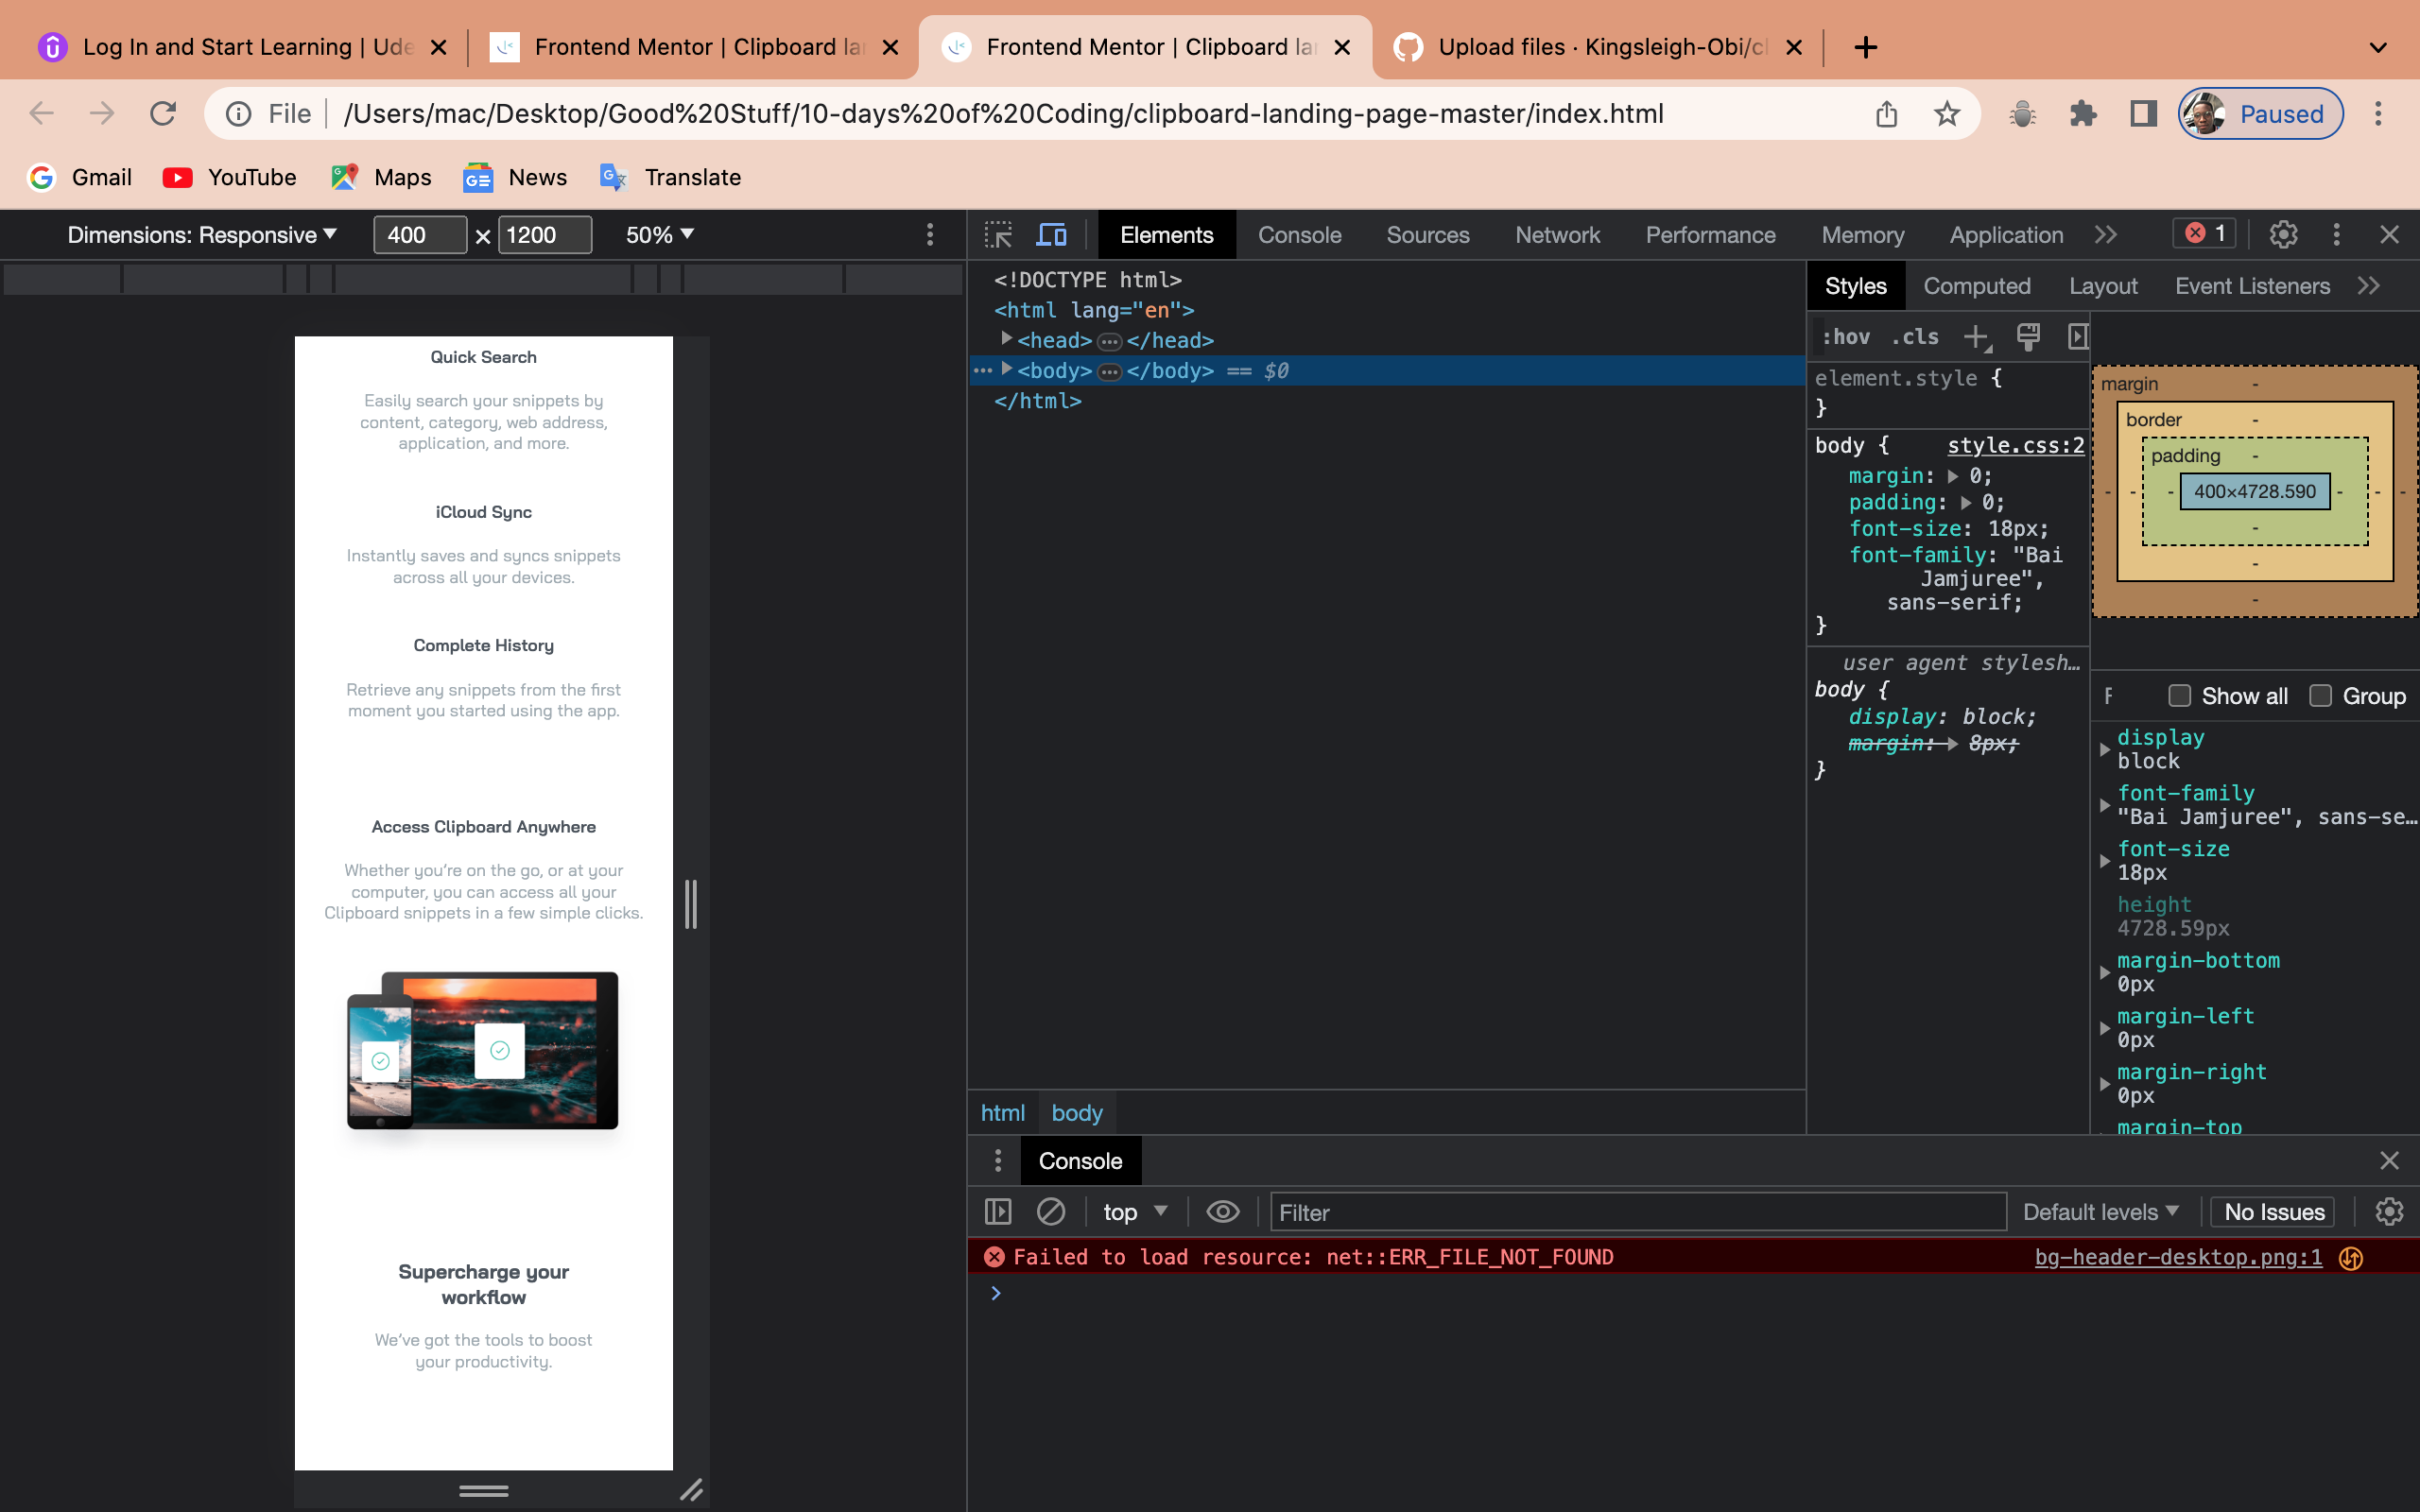 Log In and Start Learning | Ude
Frontend Mentor | Clipboard la
Frontend Mentor | Clipboard la
Upload files · Kingsleigh-Obi/cl
File
/Users/mac/Desktop/Good%20Stuff/10-days%20of%20Coding/clipboard-landing-page-master/index.html
Paused
Gmail
YouTube
Maps
News
Translate
Dimensions: Responsive
400 × 1200
50%
Quick Search
Easily search your snippets by
content, category, web address,
application, and more.
iCloud Sync
Instantly saves and syncs snippets
across all your devices.
Complete History
Retrieve any snippets from the first
moment you started using the app.
Access Clipboard Anywhere
Whether you're on the go, or at your
computer, you can access all your
Clipboard snippets in a few simple clicks.
Supercharge your
workflow
We've got the tools to boost
your productivity.
Elements
Console
Sources
Network
Performance
Memory
Application
1
<!DOCTYPE html>
<html lang="en">
<head>…</head>
<body>…</body> == $0
</html>
html
body
Styles
Computed
Layout
Event Listeners
:hov .cls
element.style {
}
body { style.css:2
margin: 0;
padding: 0;
font-size: 18px;
font-family: "Bai
Jamjuree",
sans-serif;
}
user agent stylesh…
body {
display: block;
margin: 8px;
}
margin -
border -
padding -
- - - 400×4728.590 - - -
-
-
-
Show all
Group
display
block
font-family
"Bai Jamjuree", sans-se…
font-size
18px
height
4728.59px
margin-bottom
0px
margin-left
0px
margin-right
0px
margin-top
Console
top
Filter
Default levels
No Issues
Failed to load resource: net::ERR_FILE_NOT_FOUND
bg-header-desktop.png:1